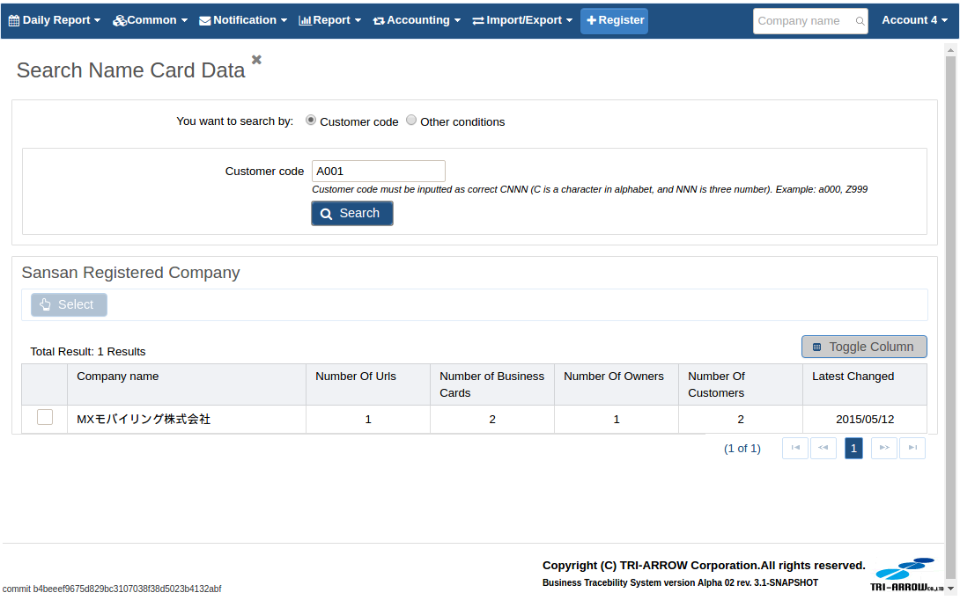 Daily Report Common Notification Report Accounting Import/Export Register Company name Account 4
Search Name Card Data
You want to search by: Customer code Other conditions
Customer code A001
Customer code must be inputted as correct CNNN (C is a character in alphabet, and NNN is three number). Example: a000, Z999
Search
Sansan Registered Company
Select
Total Result: 1 Results Toggle Column
Company name Number Of Urls Number of Business Cards Number Of Owners Number Of Customers Latest Changed
MXモバイリング株式会社 1 2 1 2 2015/05/12
(1 of 1) 1
Copyright (C) TRI-ARROW Corporation.All rights reserved.
Business Tracebility System version Alpha 02 rev. 3.1-SNAPSHOT
TRI-ARROW
commit b4beeef9675d829bc3107038f38d5023b4132abf